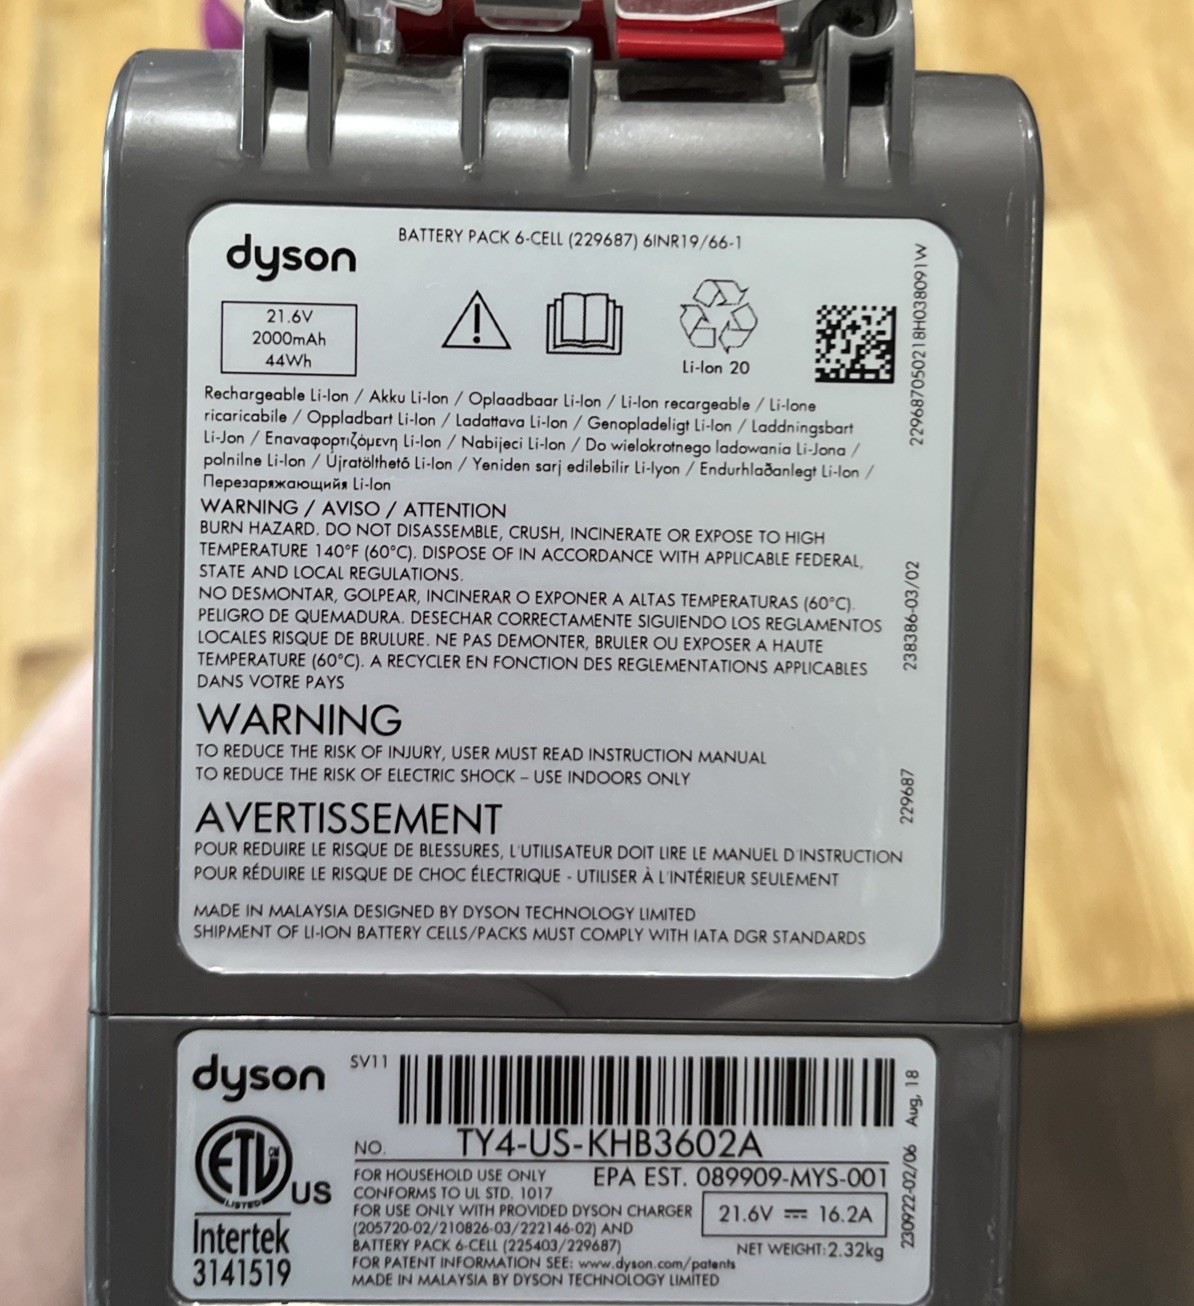 dyson
BATTERY PACK 6-CELL (229687) 6INR19/66-1
21.6V
2000mAh
44Wh
Li-Ion 20
229687050218H038091W
Rechargeable Li-Ion / Akku Li-Ion / Oplaadbaar Li-Ion / Li-Ion recargeable / Li-Ione
ricaricabile / Oppladbart Li-Ion / Ladattava Li-Ion / Genopladeligt Li-Ion / Laddningsbart
Li-Jon / Επαναφορτιζόμενη Li-Ion / Nabijeci Li-Ion / Do wielokrotnego ladowania Li-Jona /
polnilne Li-Ion / Újratölthető Li-Ion / Yeniden sarj edilebilir Li-Iyon / Endurhlaðanlegt Li-Ion /
Перезаряжающийя Li-Ion
WARNING / AVISO / ATTENTION
BURN HAZARD. DO NOT DISASSEMBLE, CRUSH, INCINERATE OR EXPOSE TO HIGH
TEMPERATURE 140°F (60°C). DISPOSE OF IN ACCORDANCE WITH APPLICABLE FEDERAL,
STATE AND LOCAL REGULATIONS.
NO DESMONTAR, GOLPEAR, INCINERAR O EXPONER A ALTAS TEMPERATURAS (60°C).
PELIGRO DE QUEMADURA. DESECHAR CORRECTAMENTE SIGUIENDO LOS REGLAMENTOS
LOCALES RISQUE DE BRULURE. NE PAS DEMONTER, BRULER OU EXPOSER A HAUTE
TEMPERATURE (60°C). A RECYCLER EN FONCTION DES REGLEMENTATIONS APPLICABLES
DANS VOTRE PAYS
238386-03/02
WARNING
TO REDUCE THE RISK OF INJURY, USER MUST READ INSTRUCTION MANUAL
TO REDUCE THE RISK OF ELECTRIC SHOCK – USE INDOORS ONLY
229687
AVERTISSEMENT
POUR REDUIRE LE RISQUE DE BLESSURES, L'UTILISATEUR DOIT LIRE LE MANUEL D'INSTRUCTION
POUR RÉDUIRE LE RISQUE DE CHOC ÉLECTRIQUE - UTILISER À L'INTÉRIEUR SEULEMENT
MADE IN MALAYSIA DESIGNED BY DYSON TECHNOLOGY LIMITED
SHIPMENT OF LI-ION BATTERY CELLS/PACKS MUST COMPLY WITH IATA DGR STANDARDS
dyson
SV11
NO. TY4-US-KHB3602A
ETL CM
LISTED
US
Intertek
3141519
FOR HOUSEHOLD USE ONLY
EPA EST. 089909-MYS-001
CONFORMS TO UL STD. 1017
FOR USE ONLY WITH PROVIDED DYSON CHARGER
(205720-02/210826-03/222146-02) AND
BATTERY PACK 6-CELL (225403/229687)
21.6V ⎓ 16.2A
NET WEIGHT:2.32kg
FOR PATENT INFORMATION SEE: www.dyson.com/patents
MADE IN MALAYSIA BY DYSON TECHNOLOGY LIMITED
230922-02/06 Aug, 18